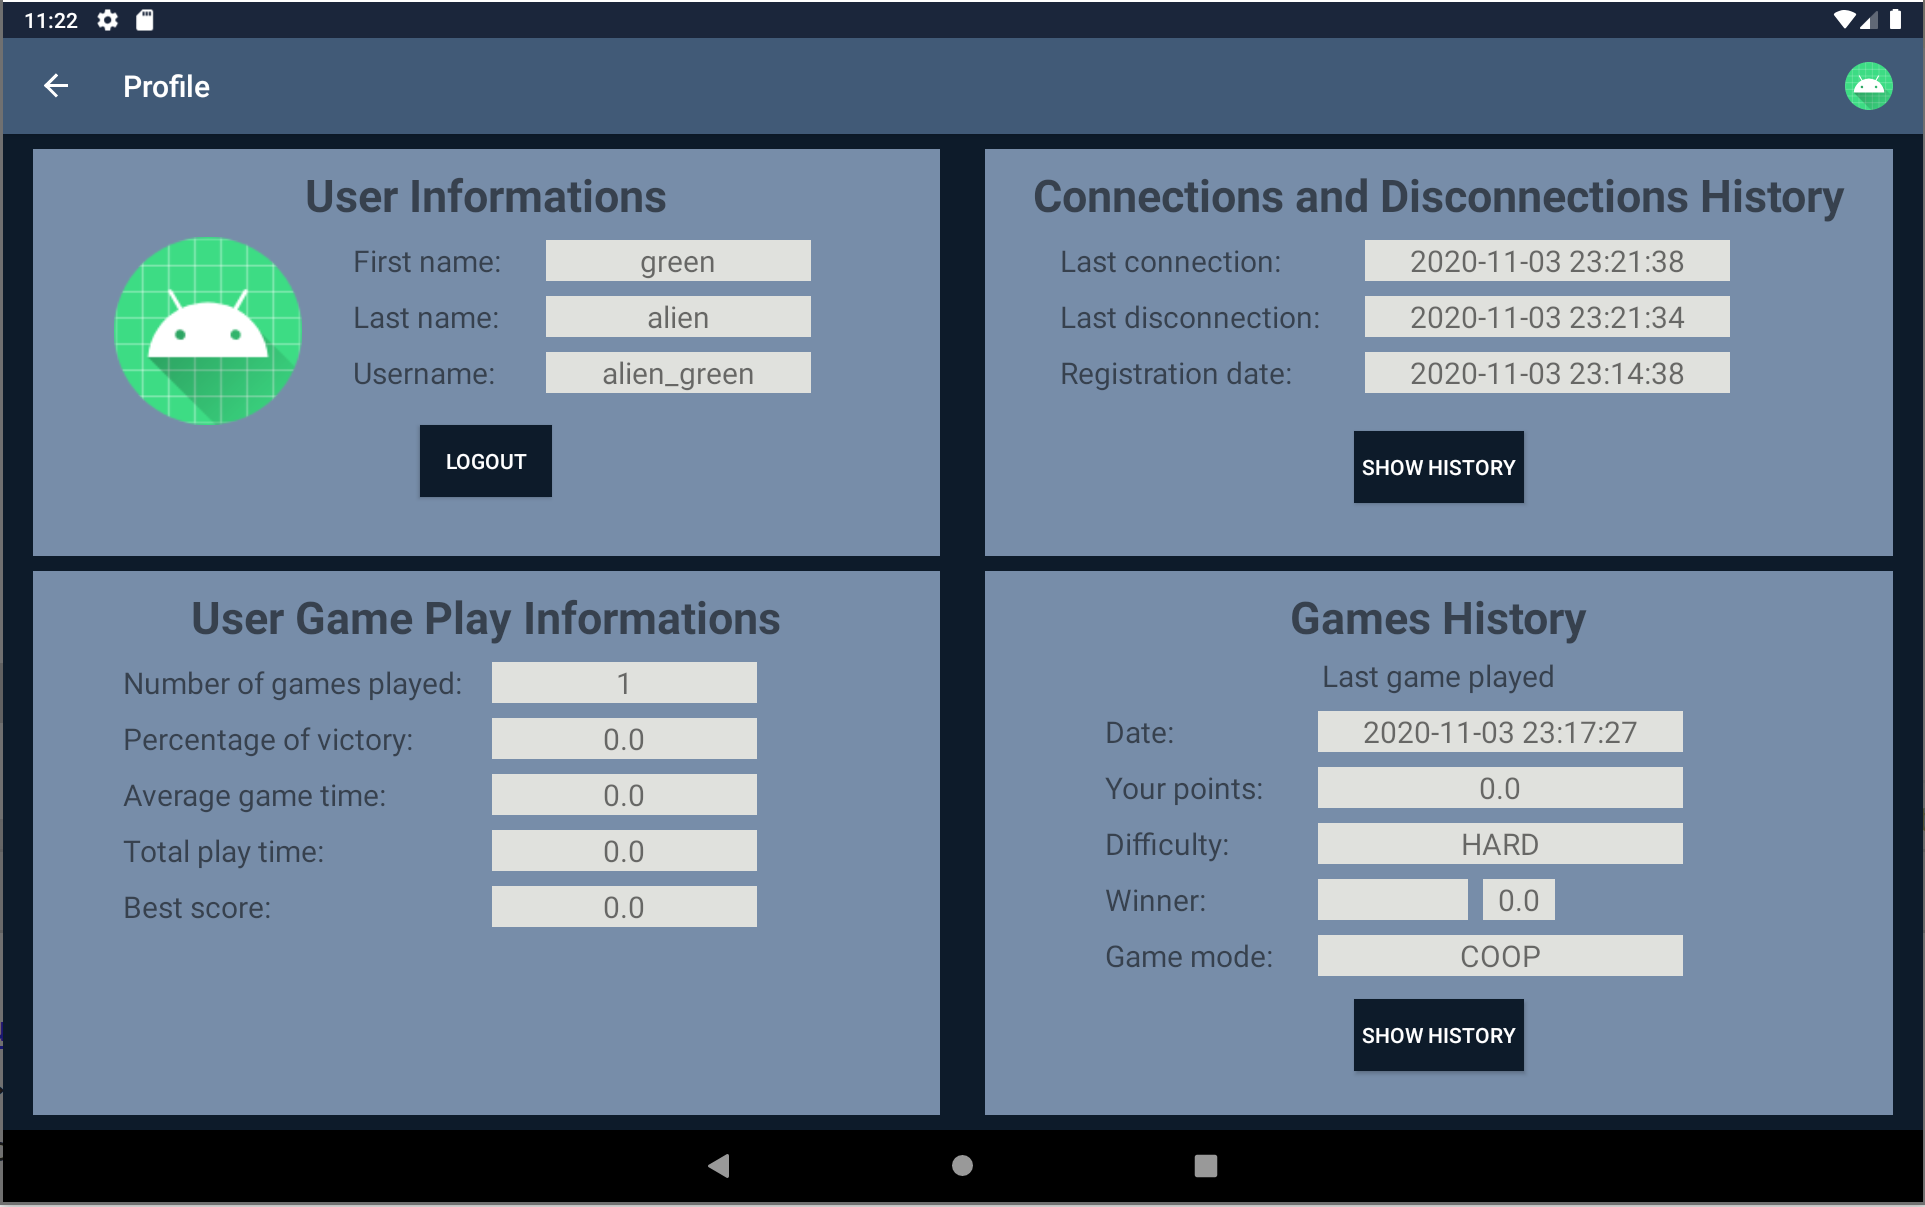 11:22
Profile
User Informations
First name: green
Last name: alien
Username: alien_green
LOGOUT
Connections and Disconnections History
Last connection: 2020-11-03 23:21:38
Last disconnection: 2020-11-03 23:21:34
Registration date: 2020-11-03 23:14:38
SHOW HISTORY
User Game Play Informations
Number of games played: 1
Percentage of victory: 0.0
Average game time: 0.0
Total play time: 0.0
Best score: 0.0
Games History
Last game played
Date: 2020-11-03 23:17:27
Your points: 0.0
Difficulty: HARD
Winner: 0.0
Game mode: COOP
SHOW HISTORY